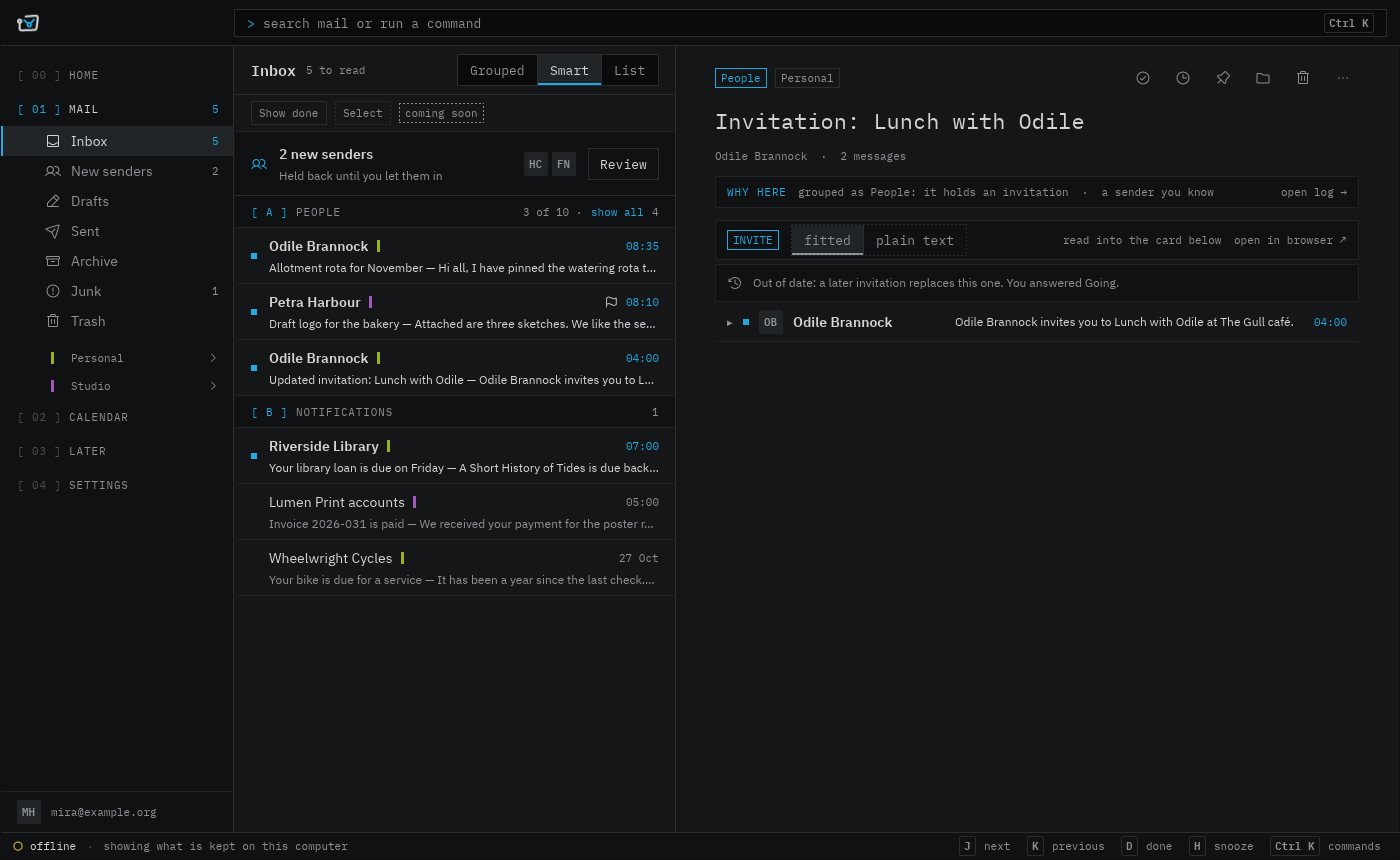 > search mail or run a command
Ctrl K
[ 00 ] HOME
[ 01 ] MAIL 5
Inbox 5
New senders 2
Drafts
Sent
Archive
Junk 1
Trash
Personal
Studio
[ 02 ] CALENDAR
[ 03 ] LATER
[ 04 ] SETTINGS
MH mira@example.org
Inbox 5 to read
Grouped Smart List
Show done Select coming soon
2 new senders
Held back until you let them in
HC FN Review
[ A ] PEOPLE 3 of 10 · show all 4
Odile Brannock 08:35
Allotment rota for November — Hi all, I have pinned the watering rota t…
Petra Harbour 08:10
Draft logo for the bakery — Attached are three sketches. We like the se…
Odile Brannock 04:00
Updated invitation: Lunch with Odile — Odile Brannock invites you to L…
[ B ] NOTIFICATIONS 1
Riverside Library 07:00
Your library loan is due on Friday — A Short History of Tides is due back…
Lumen Print accounts 05:00
Invoice 2026-031 is paid — We received your payment for the poster r…
Wheelwright Cycles 27 Oct
Your bike is due for a service — It has been a year since the last check.…
People Personal
Invitation: Lunch with Odile
Odile Brannock · 2 messages
WHY HERE grouped as People: it holds an invitation · a sender you know open log →
INVITE fitted plain text read into the card below open in browser ↗
Out of date: a later invitation replaces this one. You answered Going.
▸ OB Odile Brannock Odile Brannock invites you to Lunch with Odile at The Gull café. 04:00
offline · showing what is kept on this computer
J next K previous D done H snooze Ctrl K commands